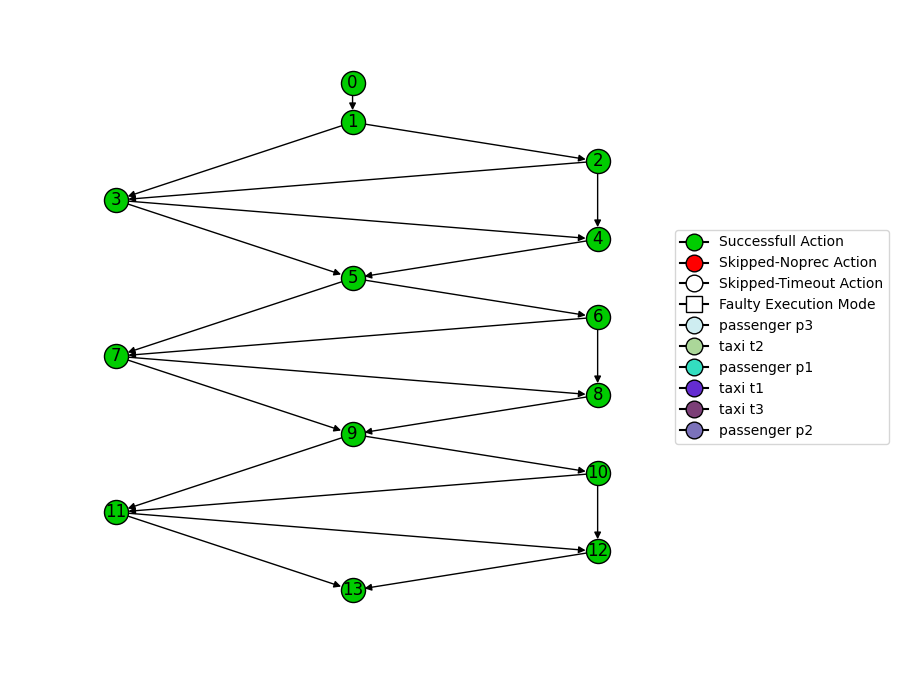 0
1
2
3
4
5
6
7
8
9
10
11
12
13
Successfull Action
Skipped-Noprec Action
Skipped-Timeout Action
Faulty Execution Mode
passenger p3
taxi t2
passenger p1
taxi t1
taxi t3
passenger p2